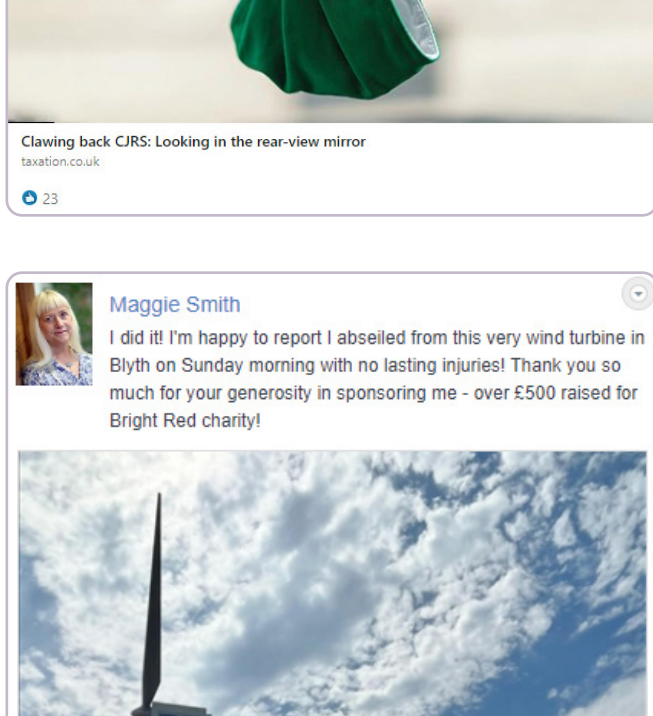 Clawing back CJRS: Looking in the rear-view mirror
taxation.co.uk
23
Maggie Smith
I did it! I'm happy to report I abseiled from this very wind turbine in
Blyth on Sunday morning with no lasting injuries! Thank you so
much for your generosity in sponsoring me - over £500 raised for
Bright Red charity!